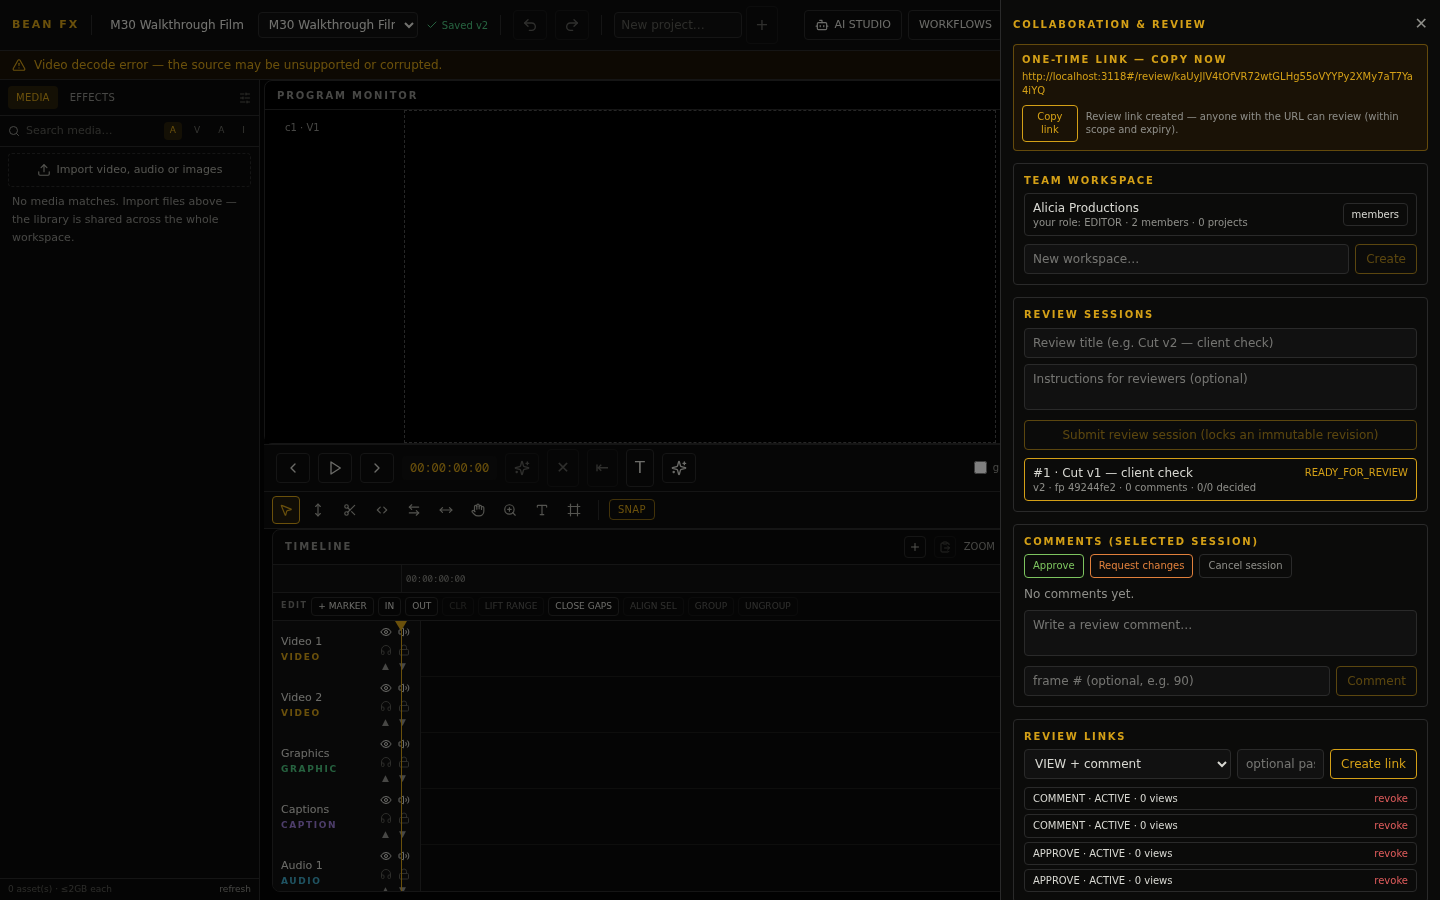 BEAN FX
M30 Walkthrough Film
M30 Walkthrough Filr
Saved v2
New project...
AI STUDIO
WORKFLOWS
Video decode error — the source may be unsupported or corrupted.
MEDIA
EFFECTS
Search media...
A
V
A
I
Import video, audio or images
No media matches. Import files above —
the library is shared across the whole
workspace.
0 asset(s) · ≤2GB each
refresh
PROGRAM MONITOR
c1 · V1
00:00:00:00
T
g
SNAP
TIMELINE
ZOOM
00:00:00:00
EDIT
+ MARKER
IN
OUT
CLR
LIFT RANGE
CLOSE GAPS
ALIGN SEL
GROUP
UNGROUP
Video 1
VIDEO
Video 2
VIDEO
Graphics
GRAPHIC
Captions
CAPTION
Audio 1
AUDIO
COLLABORATION & REVIEW
ONE-TIME LINK — COPY NOW
http://localhost:3118#/review/kaUyJlV4tOfVR72wtGLHg55oVYYPy2XMy7aT7Ya
4iYQ
Copy
link
Review link created — anyone with the URL can review (within
scope and expiry).
TEAM WORKSPACE
Alicia Productions
your role: EDITOR · 2 members · 0 projects
members
New workspace...
Create
REVIEW SESSIONS
Review title (e.g. Cut v2 — client check)
Instructions for reviewers (optional)
Submit review session (locks an immutable revision)
#1 · Cut v1 — client check
READY_FOR_REVIEW
v2 · fp 49244fe2 · 0 comments · 0/0 decided
COMMENTS (SELECTED SESSION)
Approve
Request changes
Cancel session
No comments yet.
Write a review comment...
frame # (optional, e.g. 90)
Comment
REVIEW LINKS
VIEW + comment
optional pas
Create link
COMMENT · ACTIVE · 0 views
revoke
COMMENT · ACTIVE · 0 views
revoke
APPROVE · ACTIVE · 0 views
revoke
APPROVE · ACTIVE · 0 views
revoke